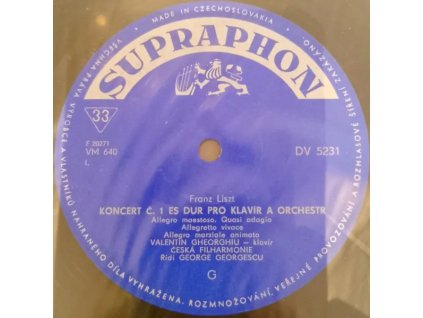 MADE IN CZECHOSLOVAKIA
SUPRAPHON
33
F 20271
VM 640
L
DV 5231
Franz Liszt
KONCERT Č. 1 ES DUR PRO KLAVÍR A ORCHESTR
Allegro maestoso. Quasi adagio
Allegretto vivace
Allegro marziale animato
VALENTIN GHEORGHIU — klavír
ČESKÁ FILHARMONIE
Řídí GEORGE GEORGESCU
G
VŠECHNA PRÁVA VÝROBCE A VLASTNÍKŮ NAHRANÉHO DÍLA VYHRAZENA. ROZMNOŽOVÁNÍ, VEŘEJNÉ PROVOZOVÁNÍ A ROZHLASOVÉ ŠÍŘENÍ ZAKÁZÁNO.